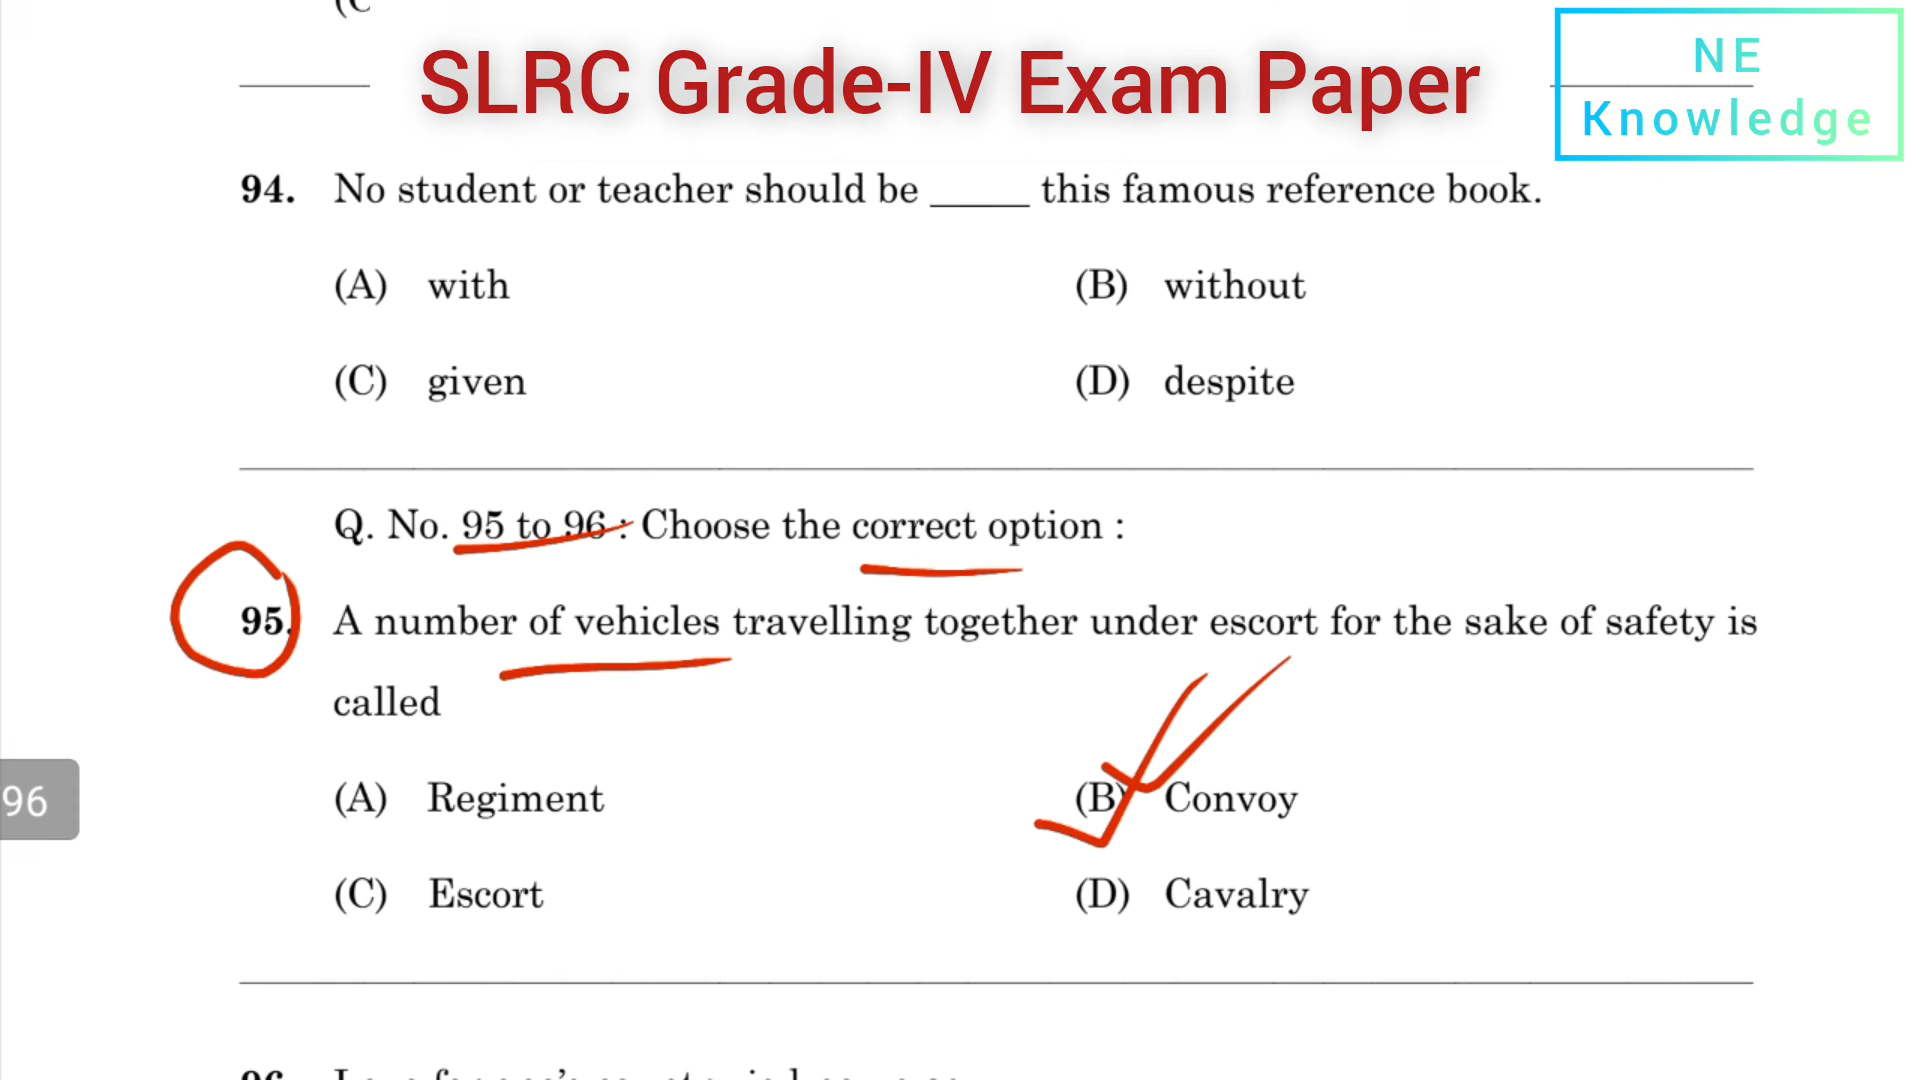 (C
SLRC Grade-IV Exam Paper
NE
Knowledge
94. No student or teacher should be _____ this famous reference book.
(A) with
(B) without
(C) given
(D) despite
Q. No. 95 to 96 : Choose the correct option :
95. A number of vehicles travelling together under escort for the sake of safety is
called
(A) Regiment
(B) Convoy
(C) Escort
(D) Cavalry
96
96.